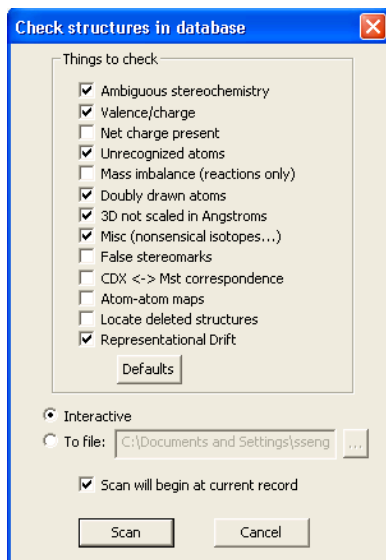 Check structures in database
Things to check
Ambiguous stereochemistry
Valence/charge
Net charge present
Unrecognized atoms
Mass imbalance (reactions only)
Doubly drawn atoms
3D not scaled in Angstroms
Misc (nonsensical isotopes...)
False stereomarks
CDX <-> Mst correspondence
Atom-atom maps
Locate deleted structures
Representational Drift
Defaults
Interactive
To file: C:\Documents and Settings\sseng ...
Scan will begin at current record
Scan Cancel